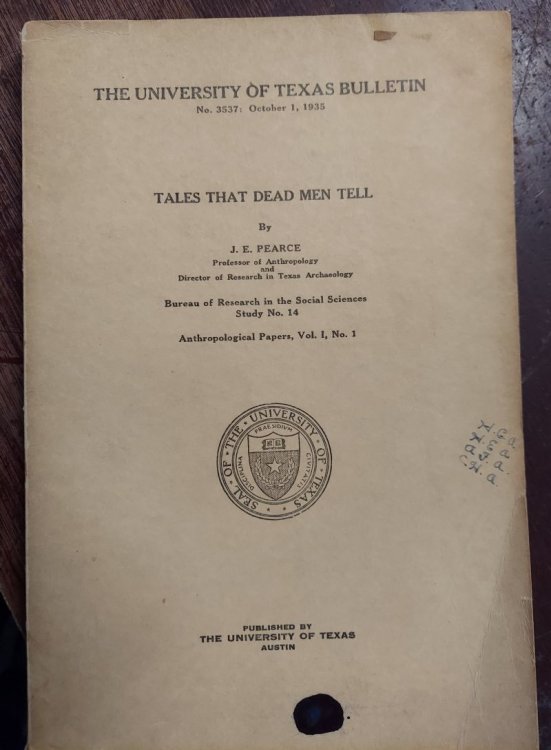 THE UNIVERSITY OF TEXAS BULLETIN
No. 3537: October 1, 1935
TALES THAT DEAD MEN TELL
By
J. E. PEARCE
Professor of Anthropology
and
Director of Research in Texas Archaeology
Bureau of Research in the Social Sciences
Study No. 14
Anthropological Papers, Vol. I, No. 1
SEAL OF THE UNIVERSITY OF TEXAS
PRAESIDIUM
DISCIPLINA
CIVITATIS
PUBLISHED BY
THE UNIVERSITY OF TEXAS
AUSTIN